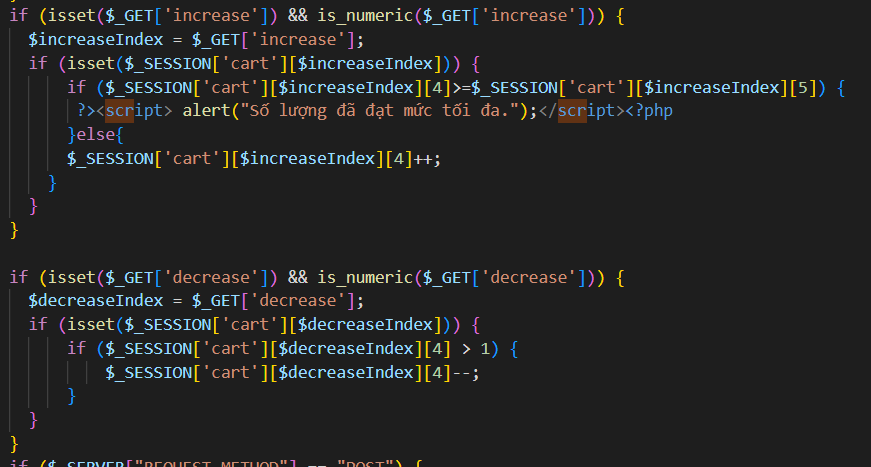 if (isset($_GET['increase']) && is_numeric($_GET['increase'])) {
  $increaseIndex = $_GET['increase'];
  if (isset($_SESSION['cart'][$increaseIndex])) {
      if ($_SESSION['cart'][$increaseIndex][4]>=$_SESSION['cart'][$increaseIndex][5]) {
       ?><script> alert("Số lượng đã đạt mức tối đa.");</script><?php
      }else{
      $_SESSION['cart'][$increaseIndex][4]++;
    }
  }
}
if (isset($_GET['decrease']) && is_numeric($_GET['decrease'])) {
  $decreaseIndex = $_GET['decrease'];
  if (isset($_SESSION['cart'][$decreaseIndex])) {
      if ($_SESSION['cart'][$decreaseIndex][4] > 1) {
          $_SESSION['cart'][$decreaseIndex][4]--;
      }
  }
}
if ($_SERVER["REQUEST_METHOD"] == "POST") {